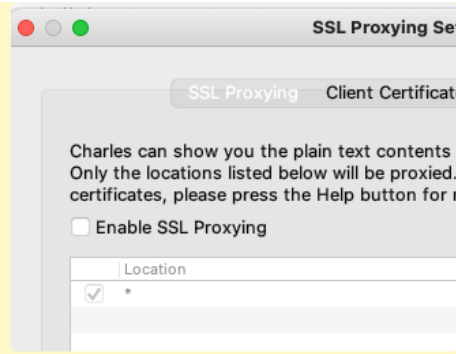 SSL Proxying Se
SSL Proxying Client Certificat
Charles can show you the plain text contents
Only the locations listed below will be proxied.
certificates, please press the Help button for
Enable SSL Proxying
Location
*